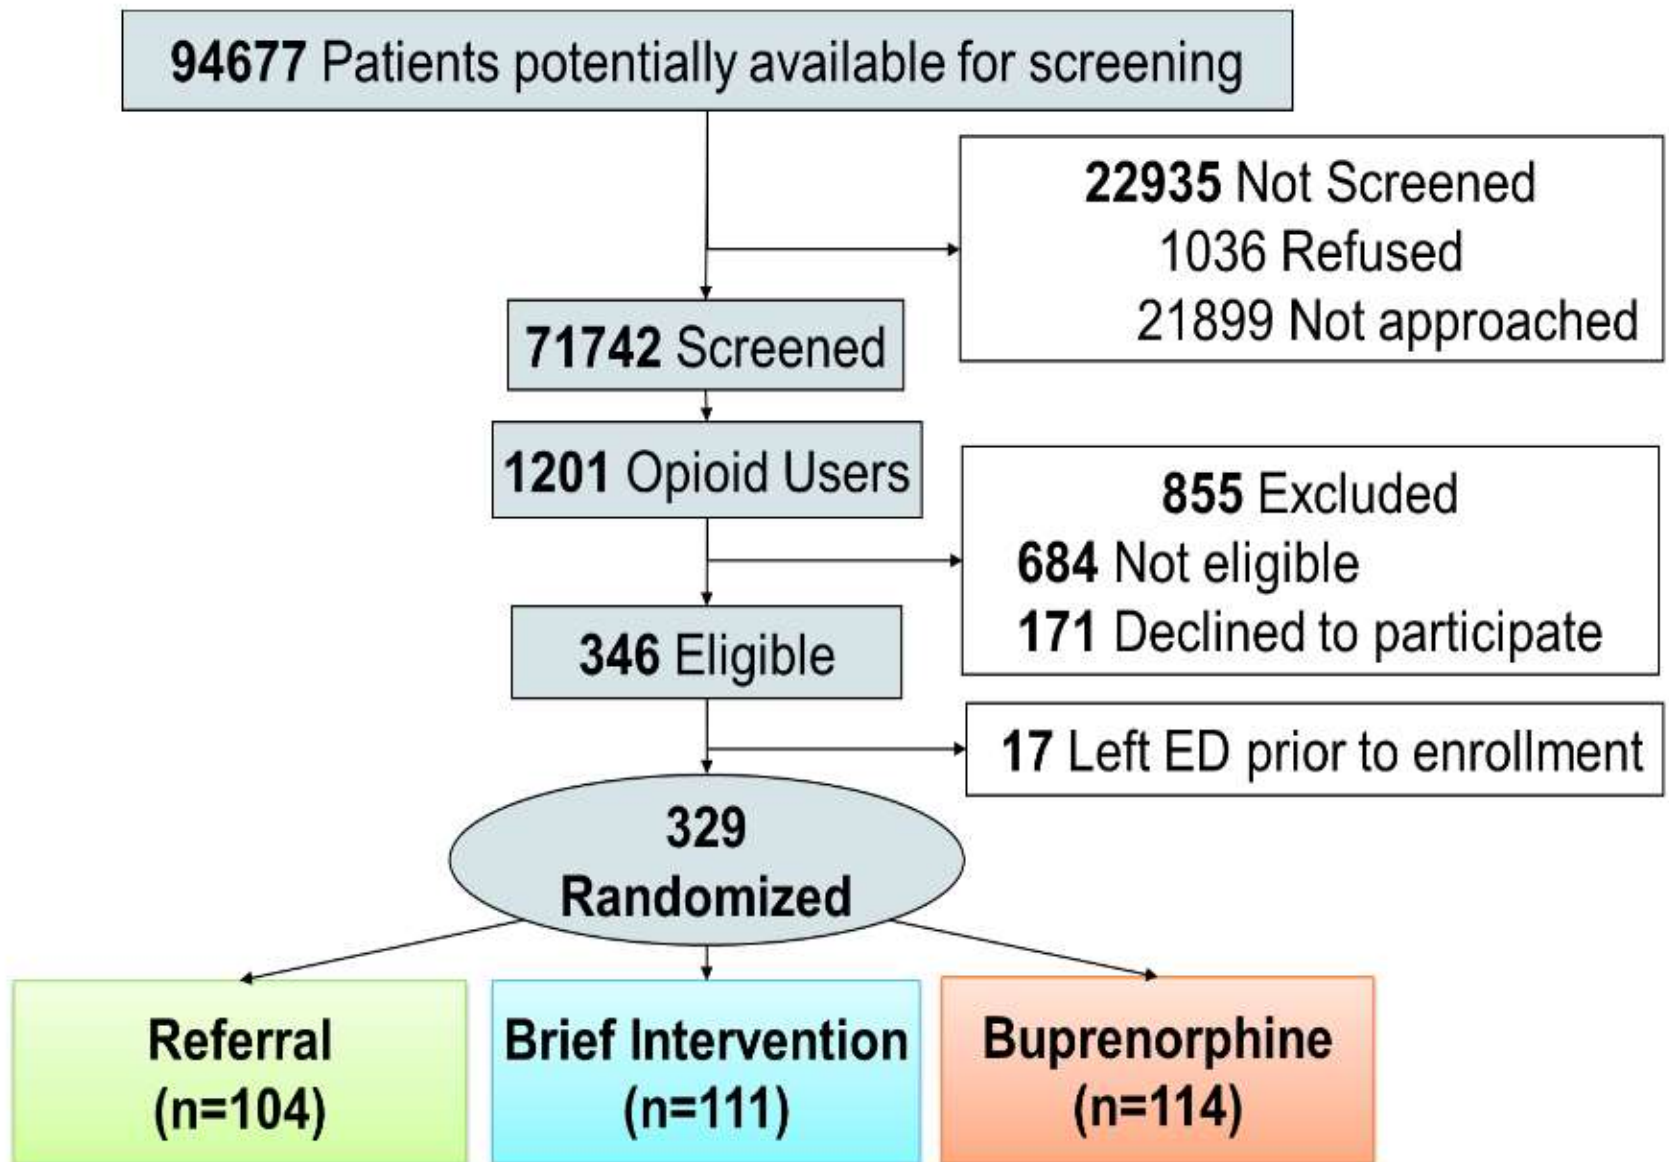 94677 Patients potentially available for screening
22935 Not Screened
1036 Refused
21899 Not approached
71742 Screened
1201 Opioid Users
855 Excluded
684 Not eligible
171 Declined to participate
346 Eligible
17 Left ED prior to enrollment
329
Randomized
Referral
(n=104)
Brief Intervention
(n=111)
Buprenorphine
(n=114)